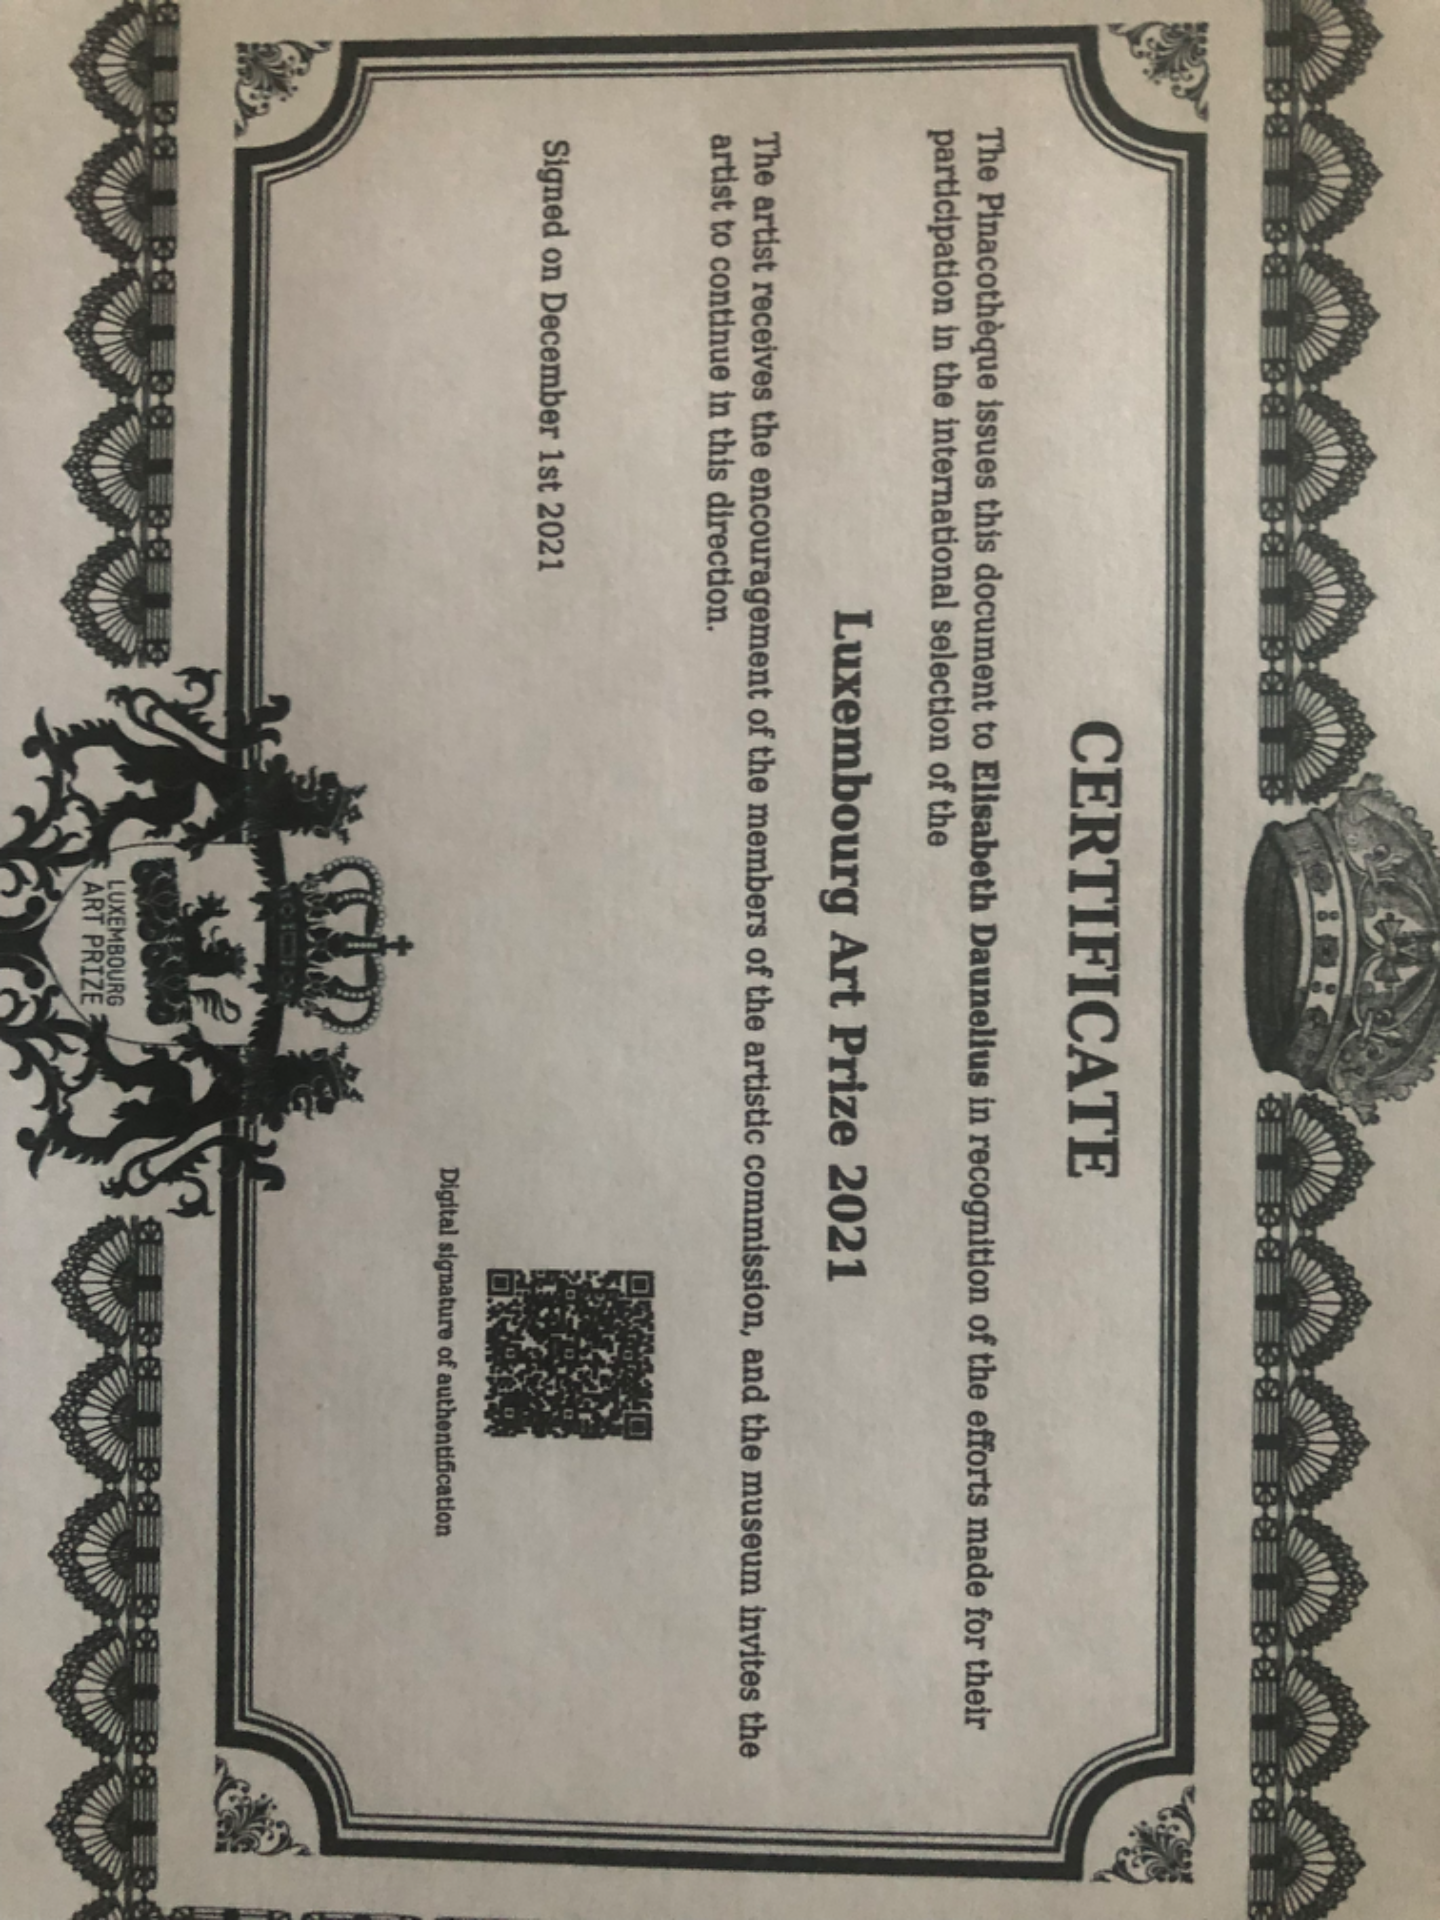 CERTIFICATE
The Pinacothèque issues this document to Elisabeth Daunelius in recognition of the efforts made for their
participation in the international selection of the
Luxembourg Art Prize 2021
The artist receives the encouragement of the members of the artistic commission, and the museum invites the
artist to continue in this direction.
Signed on December 1st 2021
Digital signature of authentification
LUXEMBOURG
ART PRIZE